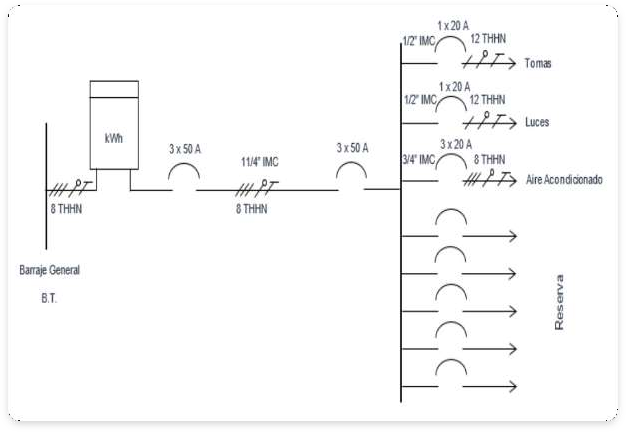 1 x 20 A
1/2" IMC
12 THHN
Tomas
1 x 20 A
1/2" IMC
12 THHN
Luces
3 x 20 A
3/4" IMC
8 THHN
Aire Acondicionado
kWh
3 x 50 A
11/4" IMC
3 x 50 A
8 THHN
8 THHN
Barraje General
B.T.
Reserva